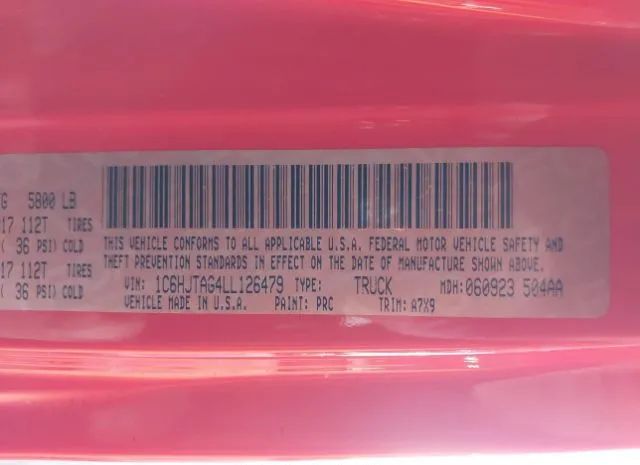 G 5800 LB
17 112T TIRES
( 36 PSI) COLD
17 112T TIRES
( 36 PSI) COLD
THIS VEHICLE CONFORMS TO ALL APPLICABLE U.S.A. FEDERAL MOTOR VEHICLE SAFETY AND
THEFT PREVENTION STANDARDS IN EFFECT ON THE DATE OF MANUFACTURE SHOWN ABOVE.
VIN: 1C6HJTAG4LL126479 TYPE: TRUCK MDH: 060923 504AA
VEHICLE MADE IN U.S.A. PAINT: PRC TRIM: A7X9